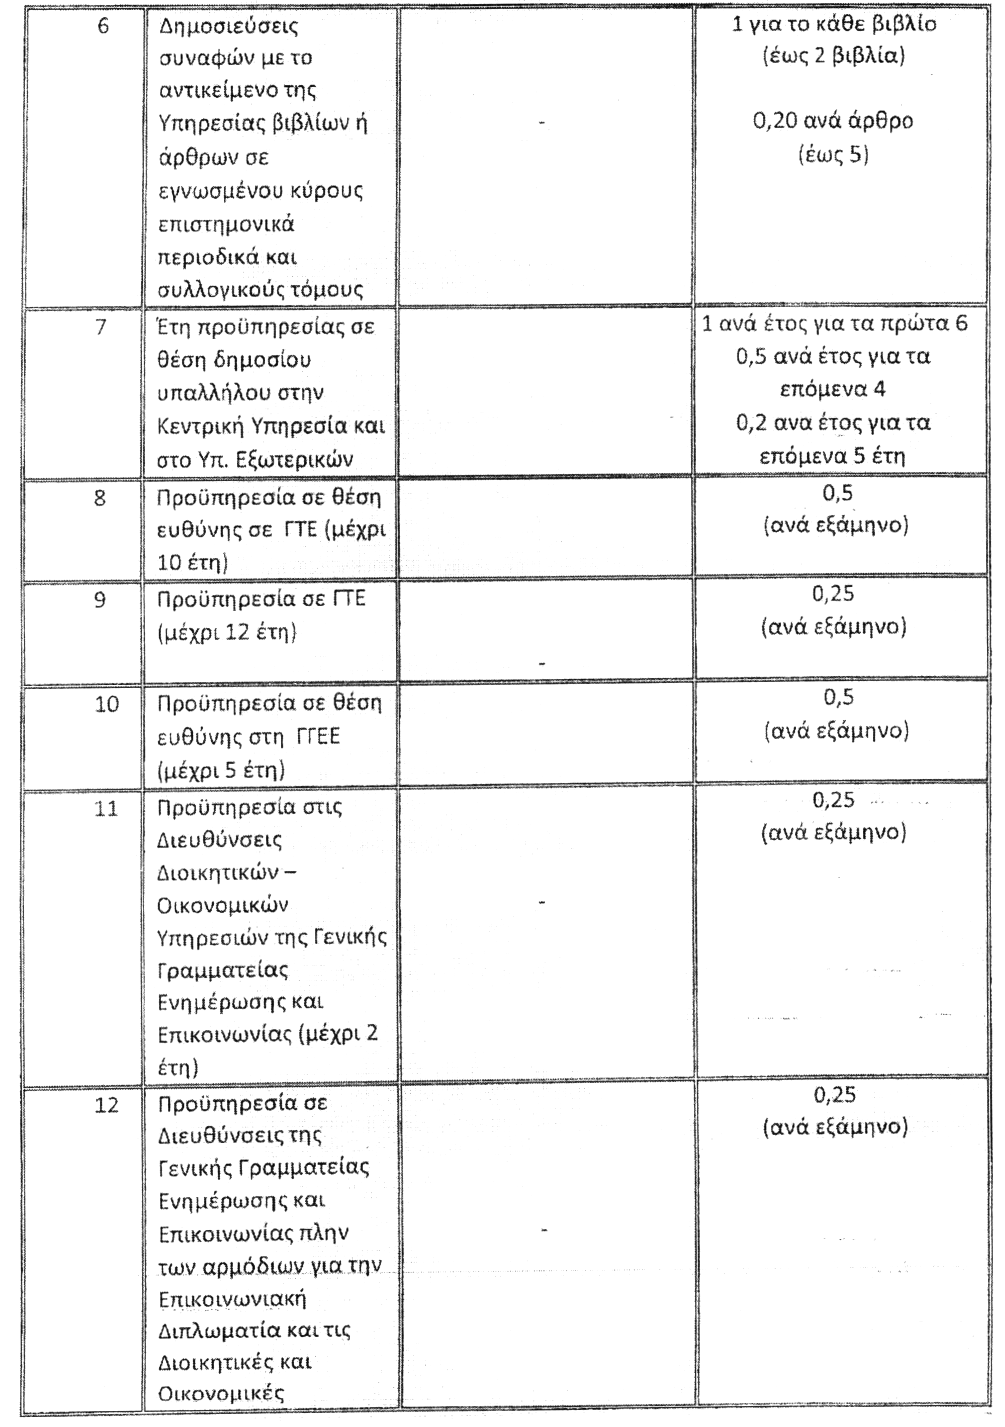 6
Δημοσιεύσεις
συναφών με το
αντικείμενο της
Υπηρεσίας βιβλίων ή
άρθρων σε
εγνωσμένου κύρους
επιστημονικά
περιοδικά και
συλλογικούς τόμους
-
1 για το κάθε βιβλίο
(έως 2 βιβλία)
0,20 ανά άρθρο
(έως 5)
7
Έτη προϋπηρεσίας σε
θέση δημοσίου
υπαλλήλου στην
Κεντρική Υπηρεσία και
στο Υπ. Εξωτερικών
1 ανά έτος για τα πρώτα 6
0,5 ανά έτος για τα
επόμενα 4
0,2 ανα έτος για τα
επόμενα 5 έτη
8
Προϋπηρεσία σε θέση
ευθύνης σε ΓΤΕ (μέχρι
10 έτη)
0,5
(ανά εξάμηνο)
9
Προϋπηρεσία σε ΓΤΕ
(μέχρι 12 έτη)
-
0,25
(ανά εξάμηνο)
10
Προϋπηρεσία σε θέση
ευθύνης στη ΓΓΕΕ
(μέχρι 5 έτη)
0,5
(ανά εξάμηνο)
11
Προϋπηρεσία στις
Διευθύνσεις
Διοικητικών –
Οικονομικών
Υπηρεσιών της Γενικής
Γραμματείας
Ενημέρωσης και
Επικοινωνίας (μέχρι 2
έτη)
-
0,25
(ανά εξάμηνο)
12
Προϋπηρεσία σε
Διευθύνσεις της
Γενικής Γραμματείας
Ενημέρωσης και
Επικοινωνίας πλην
των αρμόδιων για την
Επικοινωνιακή
Διπλωματία και τις
Διοικητικές και
Οικονομικές
-
0,25
(ανά εξάμηνο)